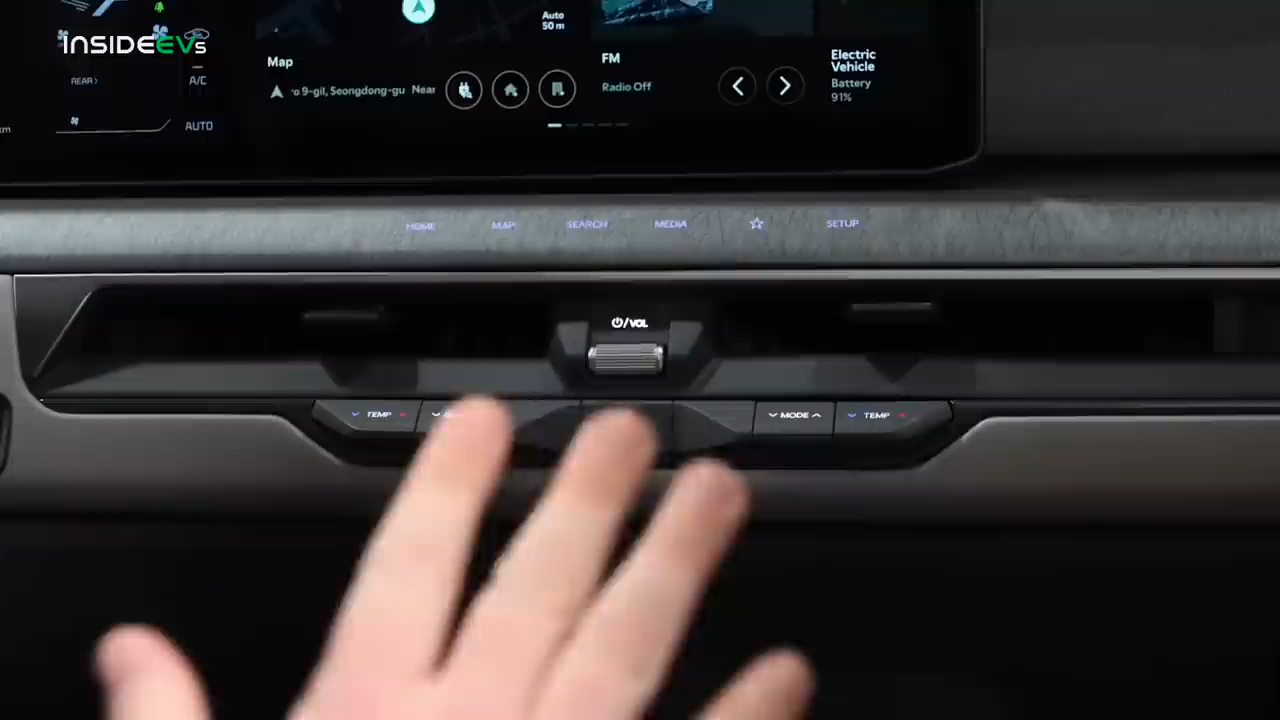 INSIDEEVs
REAR >
A/C
AUTO
km
Auto
50 m
Map
9-gil, Seongdong-gu Near
FM
Radio Off
Electric
Vehicle
Battery
91%
HOME
MAP
SEARCH
MEDIA
SETUP
/VOL
TEMP
MODE
TEMP